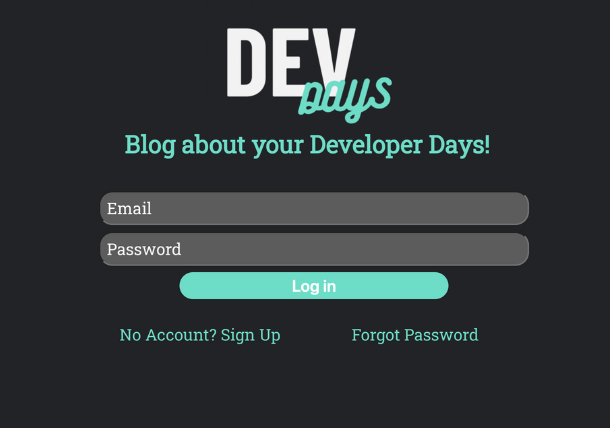 DEV
Days
Blog about your Developer Days!
Email
Password
Log in
No Account? Sign Up
Forgot Password